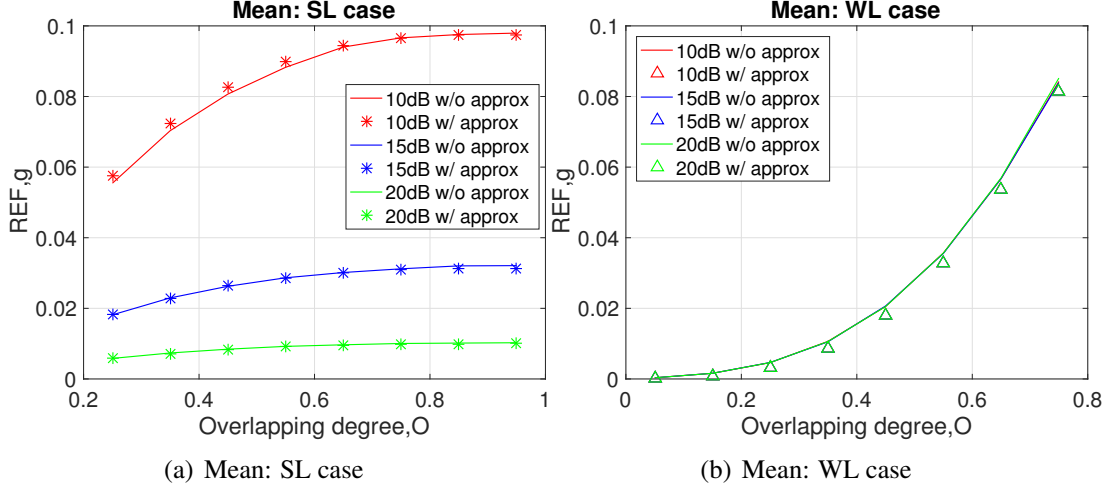 Mean: SL case
0.1
0.08
0.06
0.04
0.02
0
REF,g
10dB w/o approx
10dB w/ approx
15dB w/o approx
15dB w/ approx
20dB w/o approx
20dB w/ approx
0.2 0.4 0.6 0.8 1
Overlapping degree,O
(a) Mean: SL case
Mean: WL case
0.1
0.08
0.06
0.04
0.02
0
REF,g
10dB w/o approx
10dB w/ approx
15dB w/o approx
15dB w/ approx
20dB w/o approx
20dB w/ approx
0 0.2 0.4 0.6 0.8
Overlapping degree,O
(b) Mean: WL case